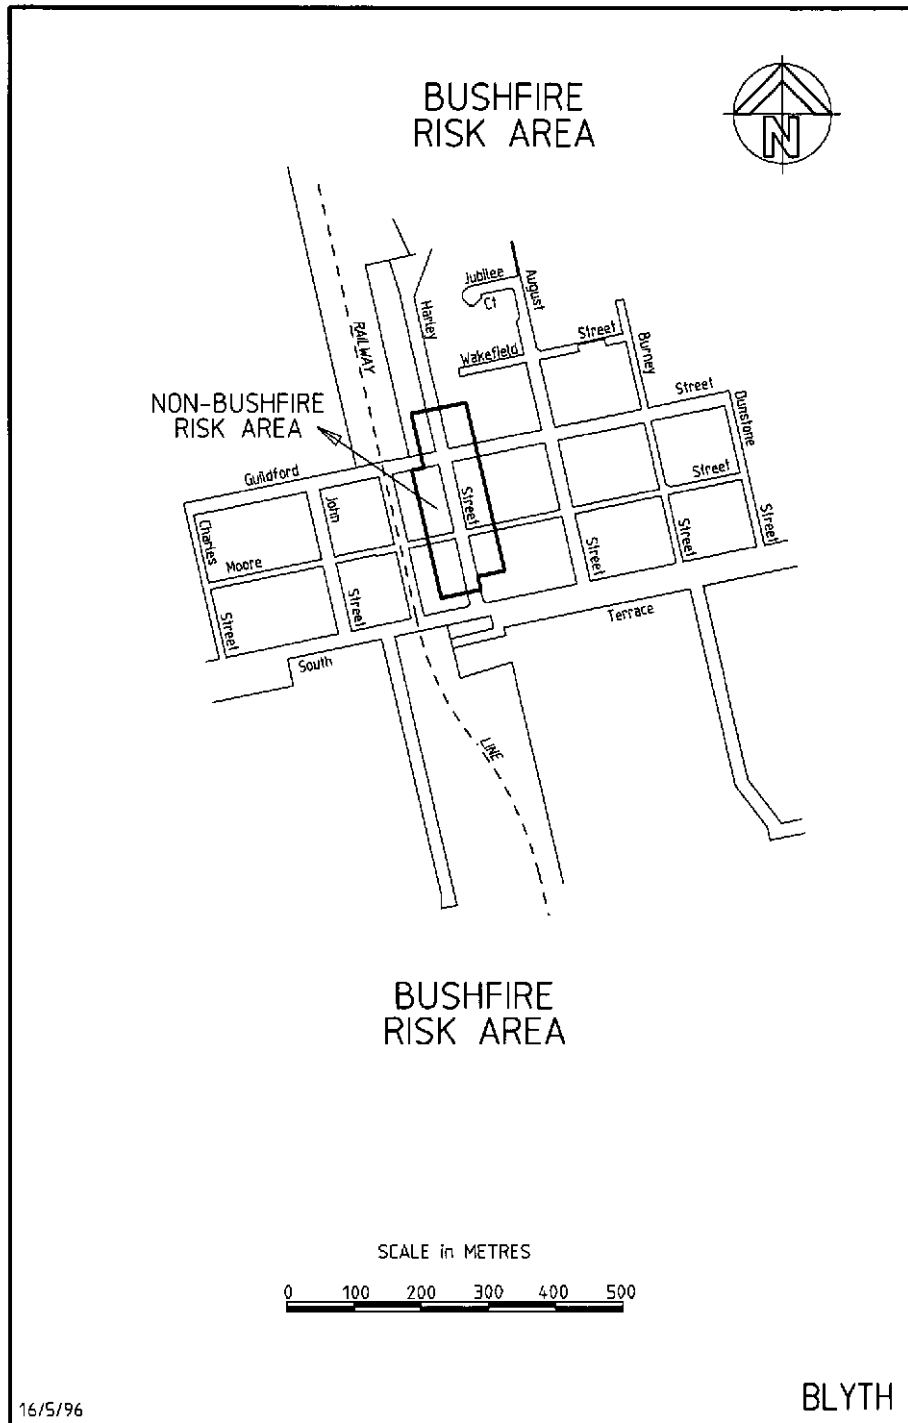 BUSHFIRE
RISK AREA
N
Jubilee
Ct
August
Harley
Street
Wakefield
Burney
RAILWAY
Street
Dunstone
NON-BUSHFIRE
RISK AREA
Guildford
Street
John
Street
Charles
Moore
Street
Street
Street
Street
Street
Street
Terrace
South
LINE
BUSHFIRE
RISK AREA
SCALE in METRES
0 100 200 300 400 500
16/5/96
BLYTH